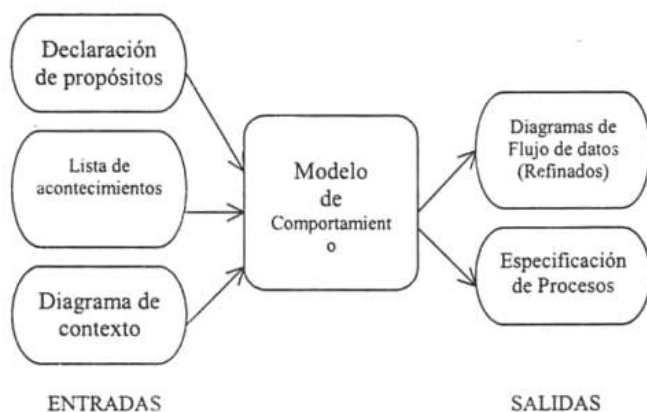 Declaración
de propósitos
Lista de
acontecimientos
Diagrama de
contexto
Modelo
de
Comportamient
o
Diagramas de
Flujo de datos
(Refinados)
Especificación
de Procesos
ENTRADAS
SALIDAS